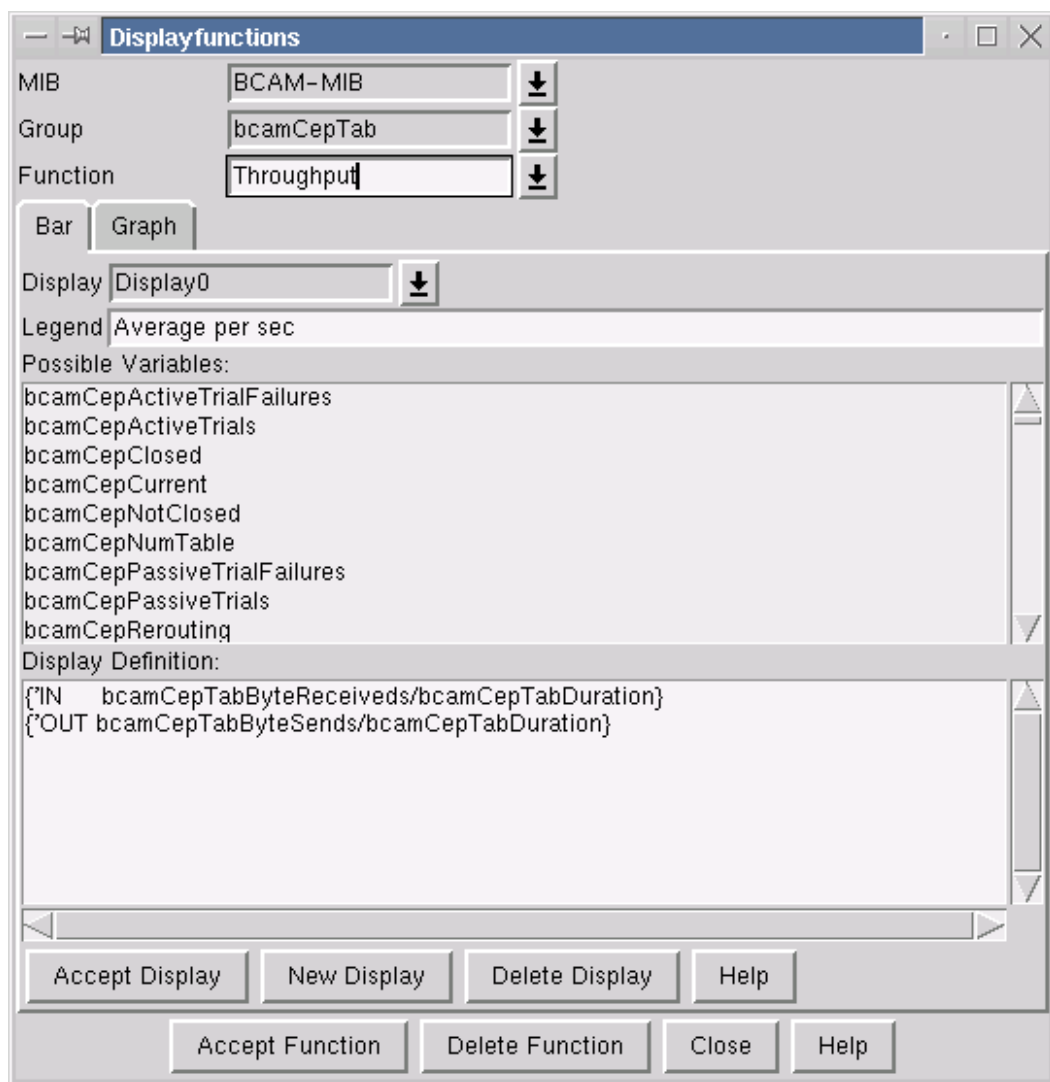 Displayfunctions
MIB BCAM-MIB
Group bcamCepTab
Function Throughput
Bar Graph
Display Display0
Legend Average per sec
Possible Variables:
bcamCepActiveTrialFailures
bcamCepActiveTrials
bcamCepClosed
bcamCepCurrent
bcamCepNotClosed
bcamCepNumTable
bcamCepPassiveTrialFailures
bcamCepPassiveTrials
bcamCepRerouting
Display Definition:
{'IN bcamCepTabByteReceiveds/bcamCepTabDuration}
{'OUT bcamCepTabByteSends/bcamCepTabDuration}
Accept Display New Display Delete Display Help
Accept Function Delete Function Close Help